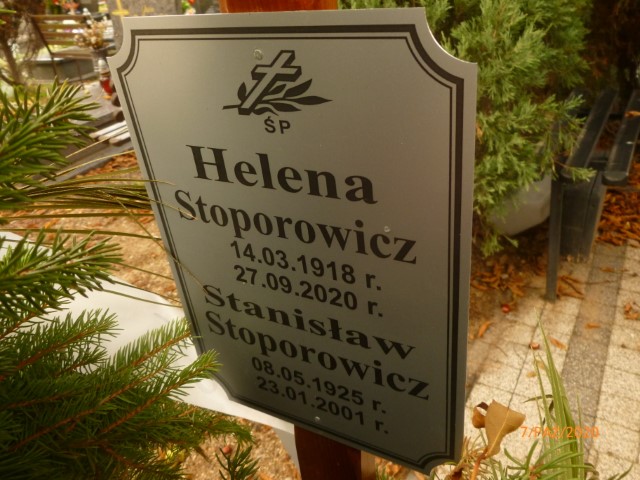 ŚP
Helena
Stoporowicz
14.03.1918 r.
27.09.2020 r.
Stanisław
Stoporowicz
08.05.1925 r.
23.01.2001 r.